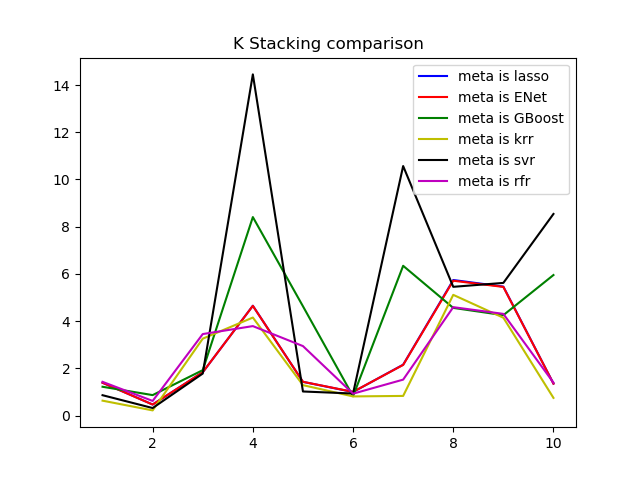 K Stacking comparison
meta is lasso
meta is ENet
meta is GBoost
meta is krr
meta is svr
meta is rfr
14
12
10
8
6
4
2
0
2 4 6 8 10